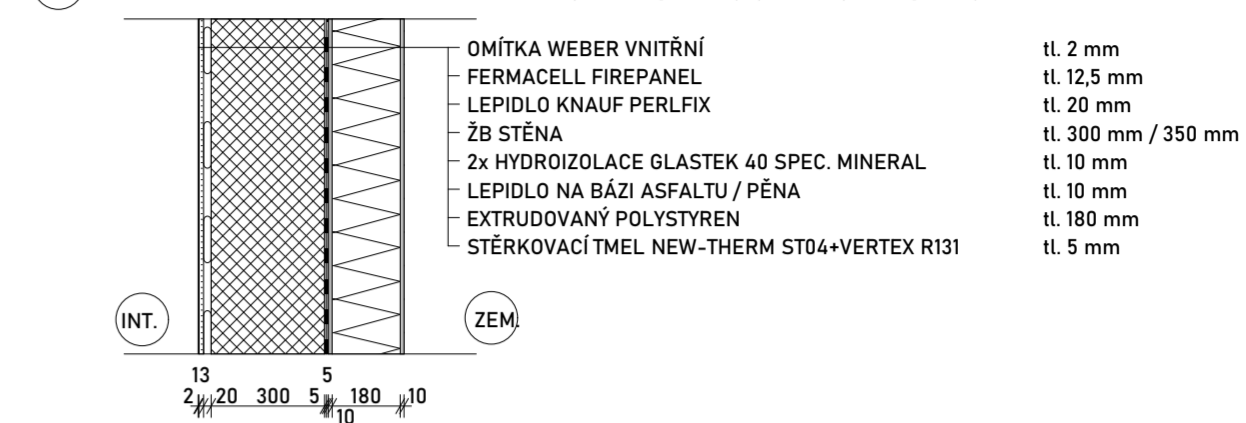 OMÍTKA WEBER VNITŘNÍ tl. 2 mm
FERMACELL FIREPANEL tl. 12,5 mm
LEPIDLO KNAUF PERLFIX tl. 20 mm
ŽB STĚNA tl. 300 mm / 350 mm
2x HYDROIZOLACE GLASTEK 40 SPEC. MINERAL tl. 10 mm
LEPIDLO NA BÁZI ASFALTU / PĚNA tl. 10 mm
EXTRUDOVANÝ POLYSTYREN tl. 180 mm
STĚRKOVACÍ TMEL NEW-THERM ST04+VERTEX R131 tl. 5 mm
INT. ZEM.
13 5
2 20 300 5 180 10
10